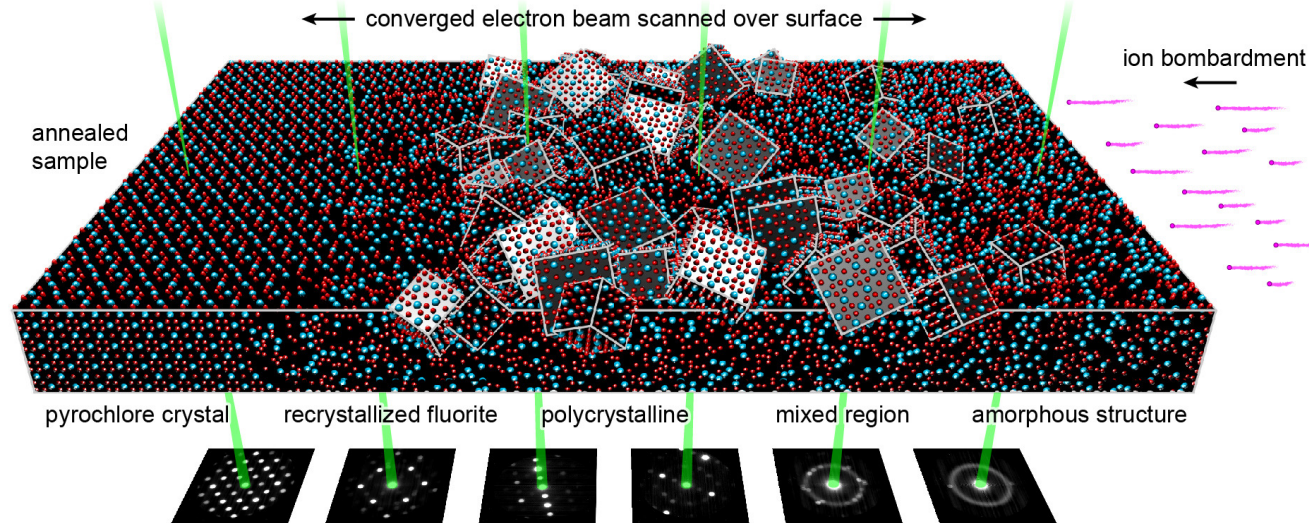 converged electron beam scanned over surface
ion bombardment
annealed
sample
pyrochlore crystal
recrystallized fluorite
polycrystalline
mixed region
amorphous structure